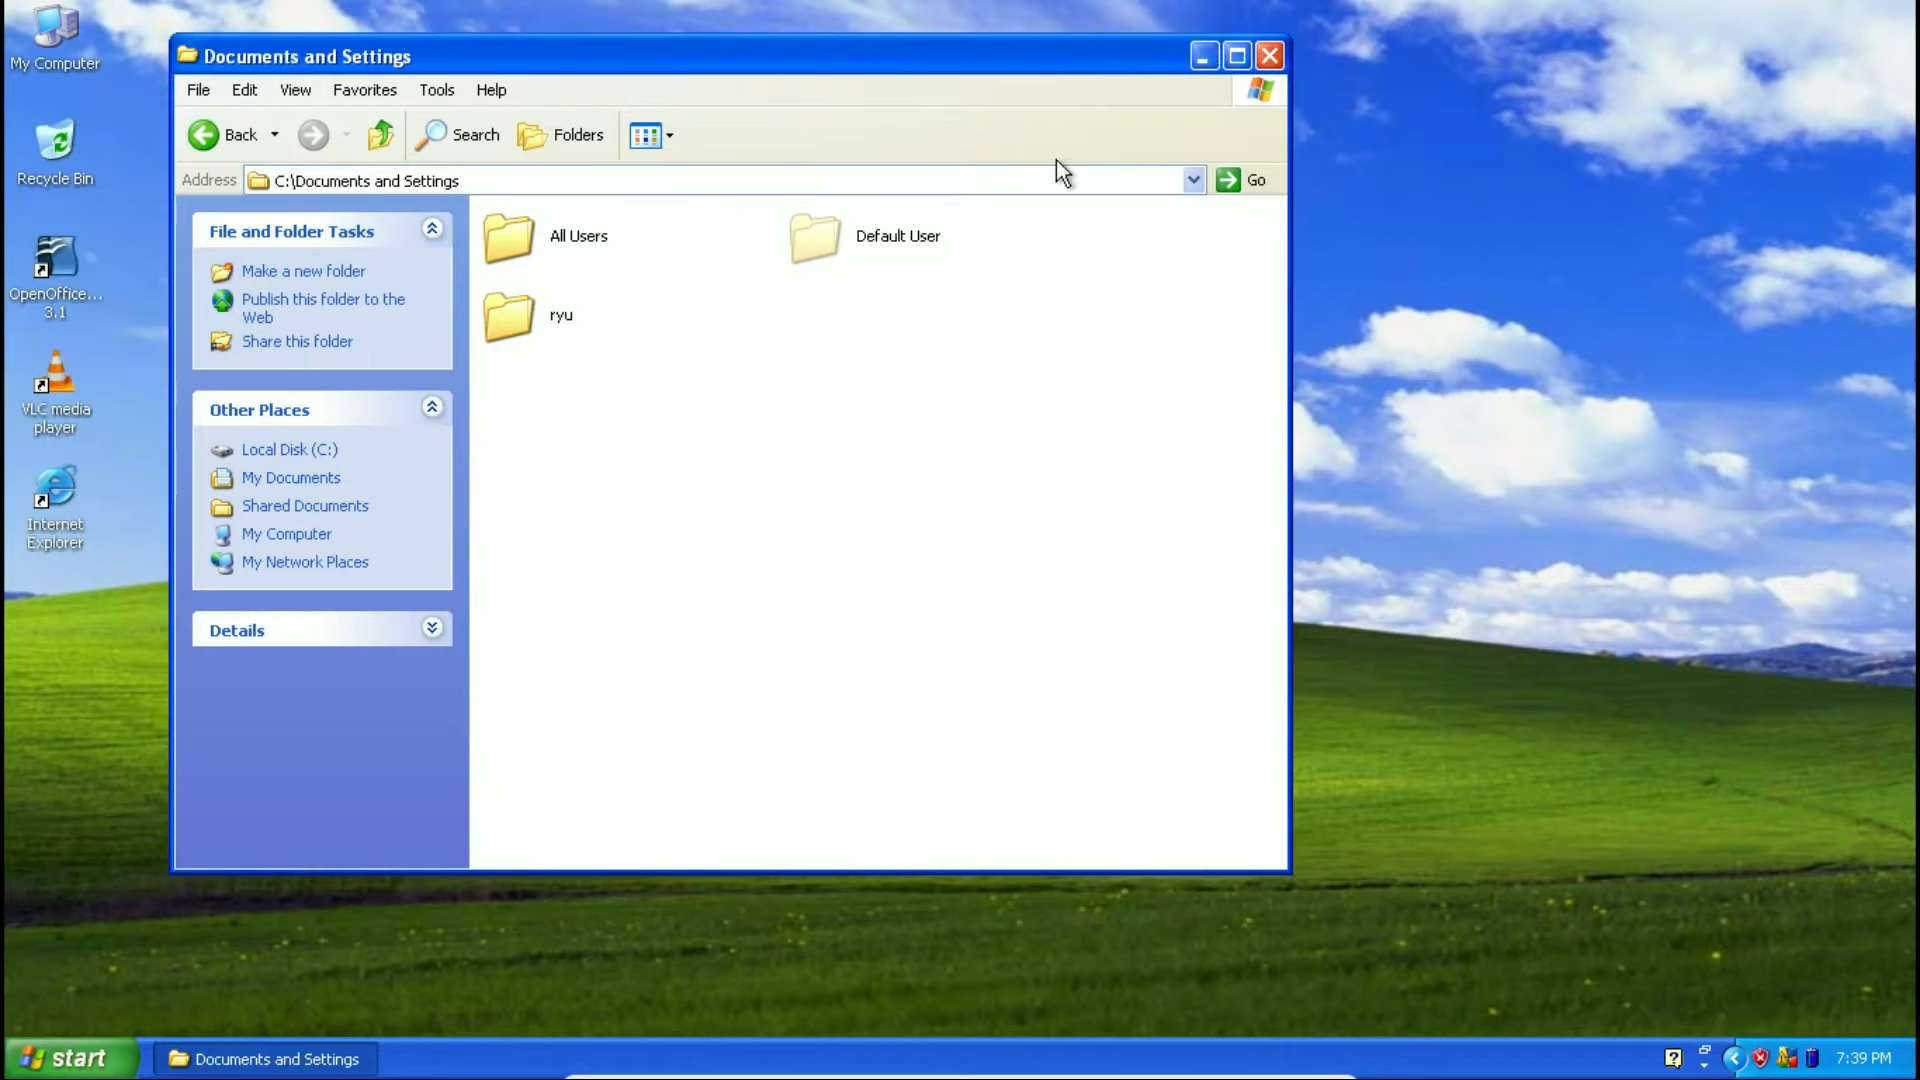 My Computer
Recycle Bin
OpenOffice...
3.1
VLC media
player
Internet
Explorer
Documents and Settings
File Edit View Favorites Tools Help
Back Search Folders
Address C:\Documents and Settings Go
File and Folder Tasks
Make a new folder
Publish this folder to the
Web
Share this folder
Other Places
Local Disk (C:)
My Documents
Shared Documents
My Computer
My Network Places
Details
All Users Default User
ryu
start Documents and Settings 7:39 PM